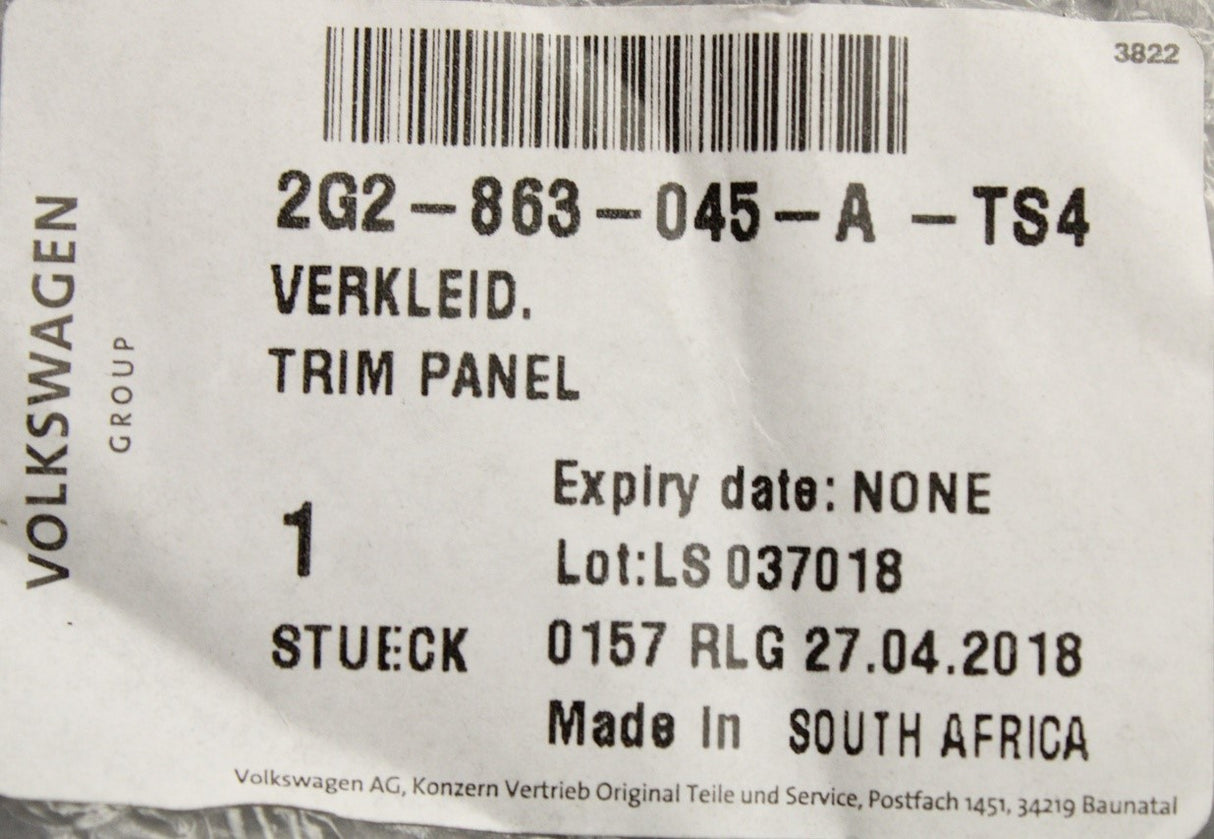 3822
2G2-863-045-A -TS4
VERKLEID.
TRIM PANEL
VOLKSWAGEN
GROUP
1
STUECK
Expiry date: NONE
Lot:LS 037018
0157 RLG 27.04.2018
Made In SOUTH AFRICA
Volkswagen AG, Konzern Vertrieb Original Teile und Service, Postfach 1451, 34219 Baunatal